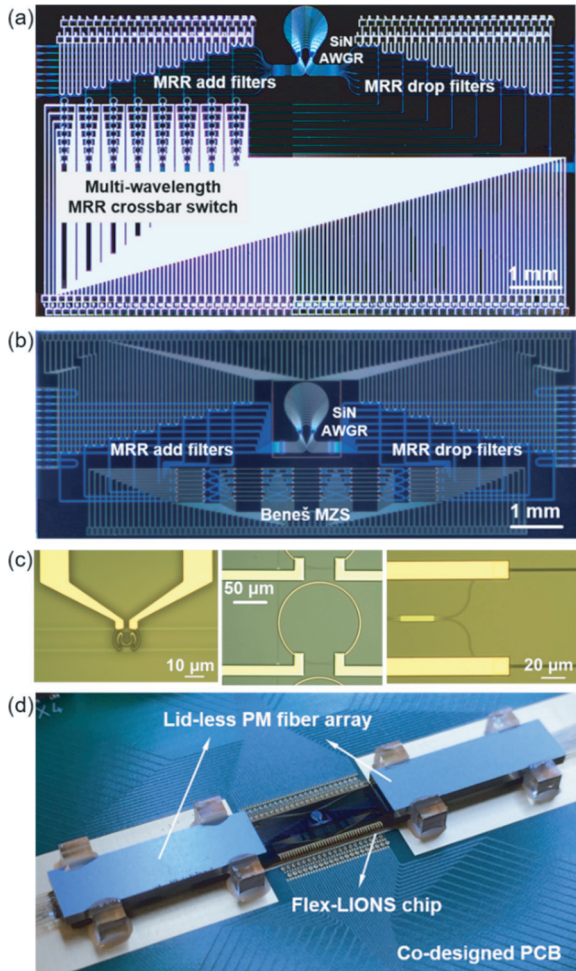 (a)
SiN
AWGR
MRR add filters
MRR drop filters
Multi-wavelength
MRR crossbar switch
1 mm
(b)
SiN
AWGR
MRR add filters
MRR drop filters
Beneš MZS
1 mm
(c)
50 µm
10 µm
20 µm
(d)
X4
Lid-less PM fiber array
Flex-LIONS chip
Co-designed PCB